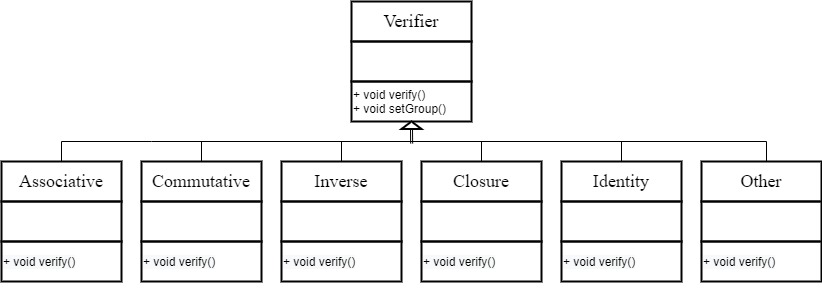 Verifier
+ void verify()
+ void setGroup()
Associative
Commutative
Inverse
Closure
Identity
Other
+ void verify()
+ void verify()
+ void verify()
+ void verify()
+ void verify()
+ void verify()